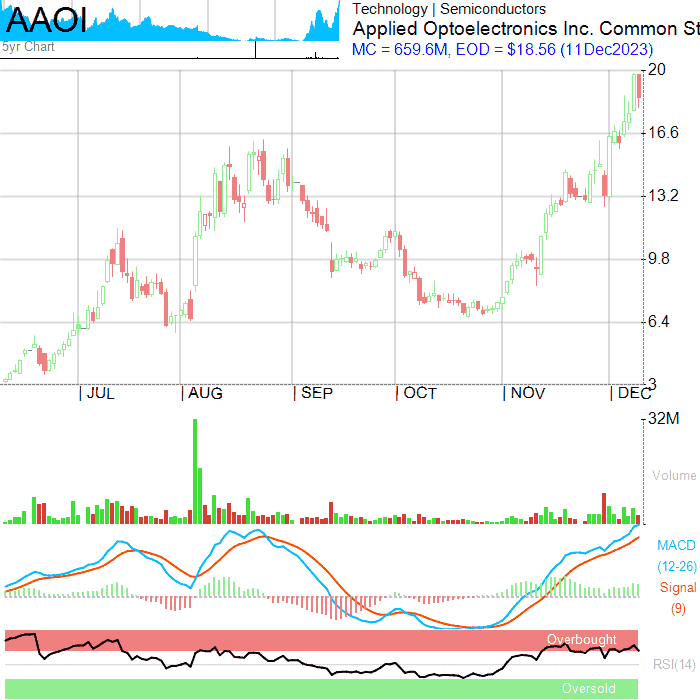 AAOI
5yr Chart
Technology | Semiconductors
Applied Optoelectronics Inc. Common St
MC = 659.6M, EOD = $18.56 (11Dec2023)
20
16.6
13.2
9.8
6.4
3
JUL
AUG
SEP
OCT
NOV
DEC
32M
Volume
MACD
(12-26)
Signal
(9)
Overbought
RSI(14)
Oversold